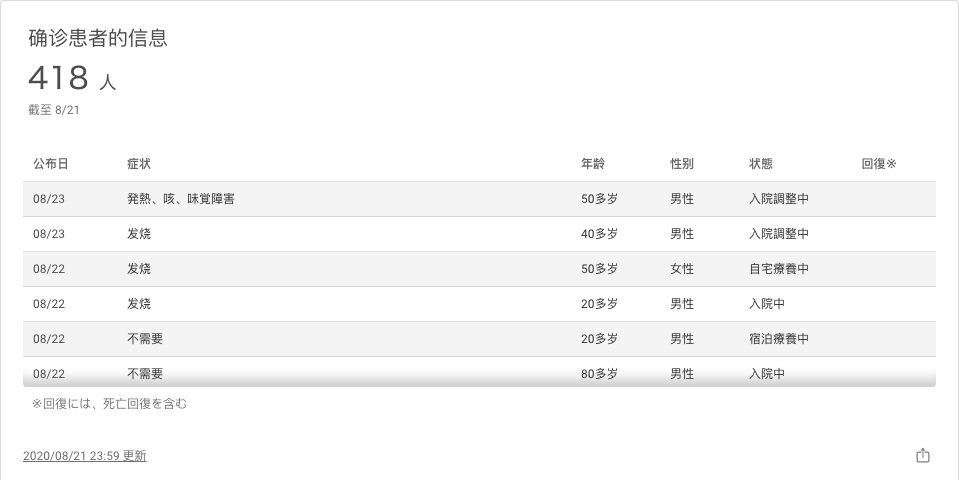 确诊患者的信息
418 人
截至 8/21
公布日 症状 年龄 性别 状態 回復※
08/23 発熱、咳、味覚障害 50多岁 男性 入院調整中
08/23 发烧 40多岁 男性 入院調整中
08/22 发烧 50多岁 女性 自宅療養中
08/22 发烧 20多岁 男性 入院中
08/22 不需要 20多岁 男性 宿泊療養中
08/22 不需要 80多岁 男性 入院中
※回復には、死亡回復を含む
2020/08/21 23:59 更新